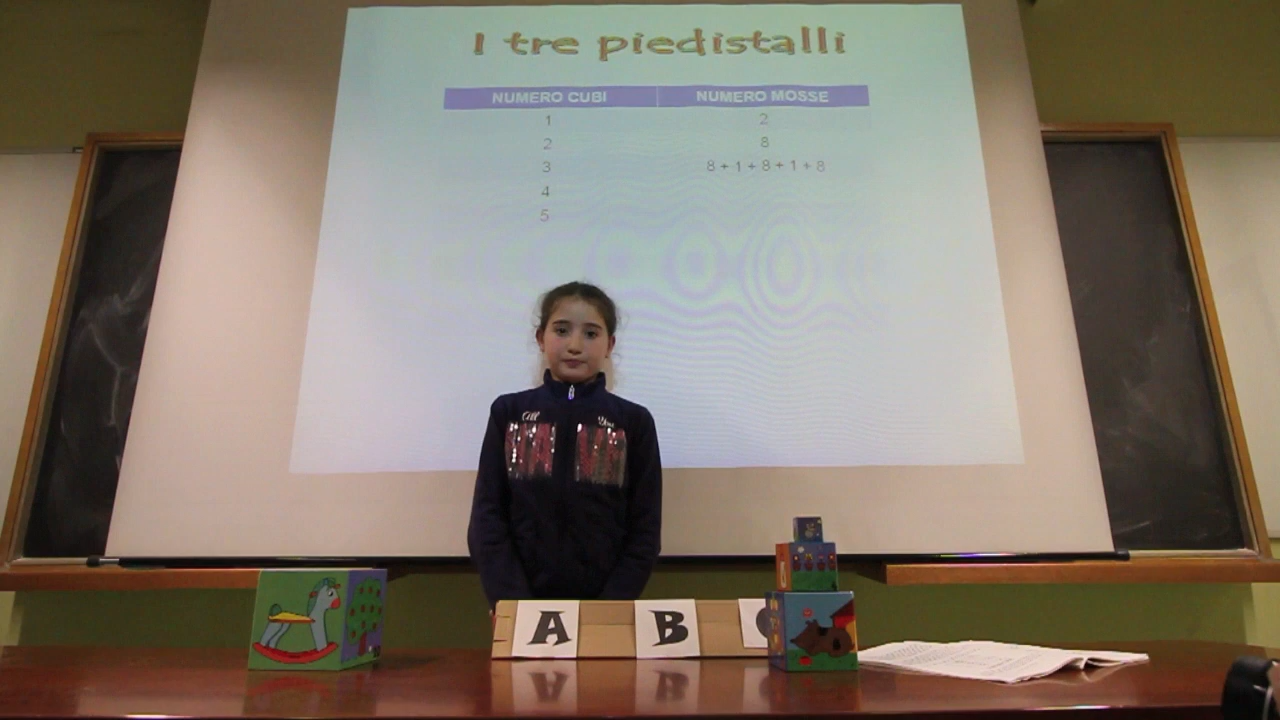 I tre piedistalli
NUMERO CUBI NUMERO MOSSE
1 2
2 8
3 8 + 1 + 8 + 1 + 8
4
5
A B